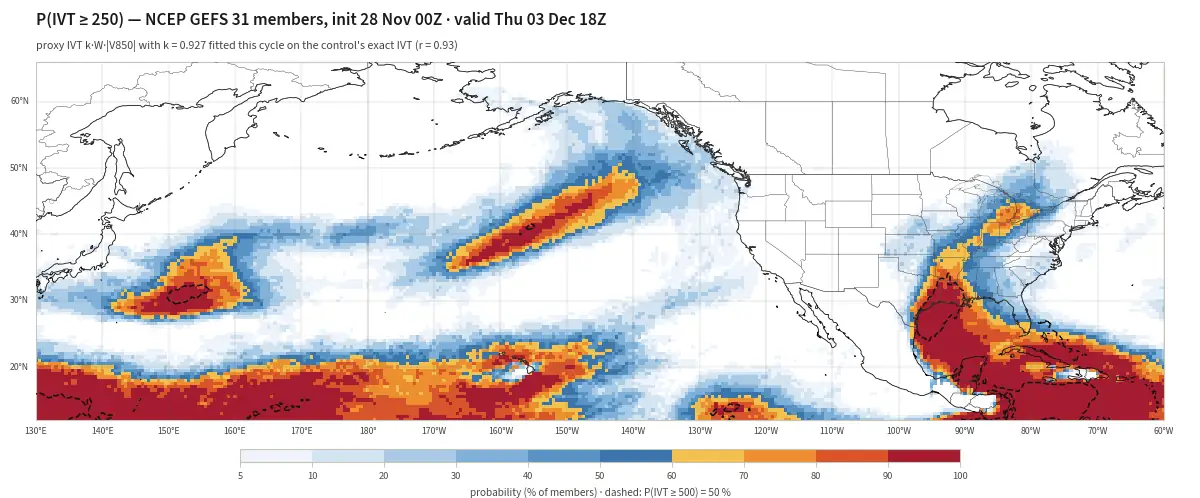 P(IVT ≥ 250) — NCEP GEFS 31 members, init 28 Nov 00Z · valid Thu 03 Dec 18Z
proxy IVT k·W·|V850| with k = 0.927 fitted this cycle on the control's exact IVT (r = 0.93)
60°N
50°N
40°N
30°N
20°N
130°E 140°E 150°E 160°E 170°E 180° 170°W 160°W 150°W 140°W 130°W 120°W 110°W 100°W 90°W 80°W 70°W 60°W
5 10 20 30 40 50 60 70 80 90 100
probability (% of members) · dashed: P(IVT ≥ 500) = 50 %